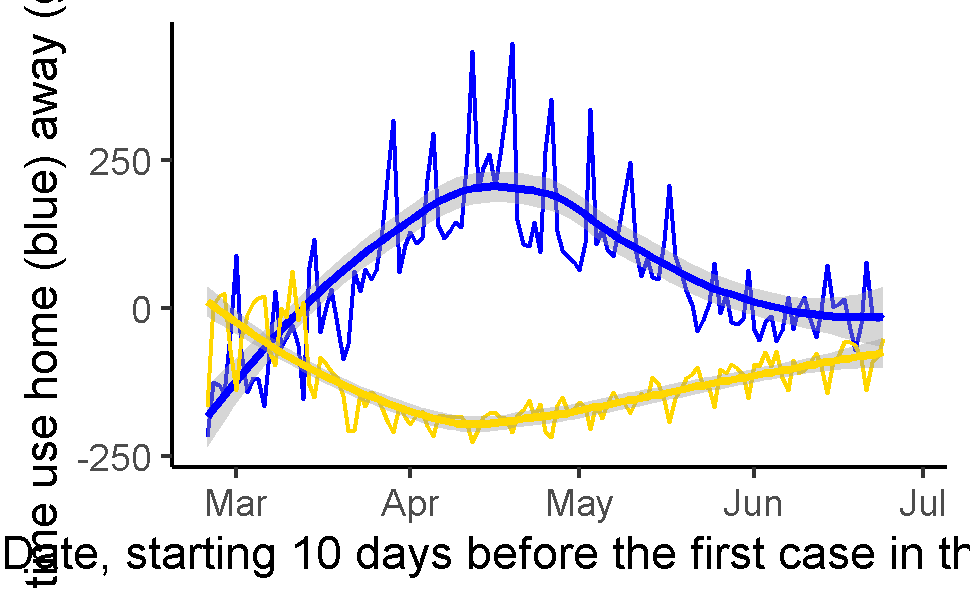 time use home (blue) away (
250
0
-250
Mar Apr May Jun Jul
Date, starting 10 days before the first case in th